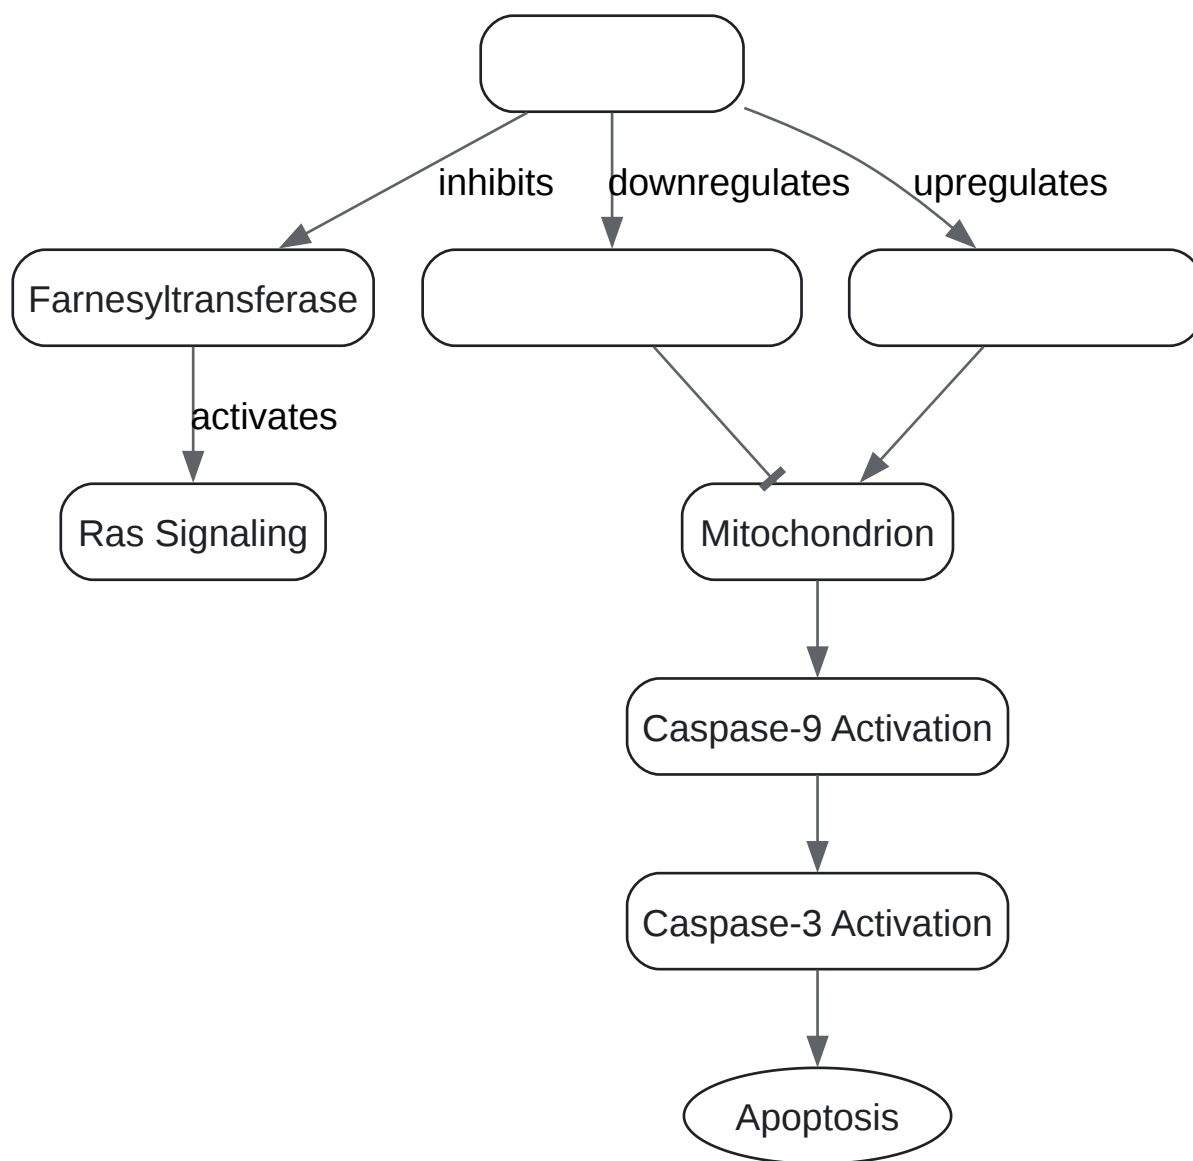 inhibits
downregulates
upregulates
Farnesyltransferase
activates
Ras Signaling
Mitochondrion
Caspase-9 Activation
Caspase-3 Activation
Apoptosis